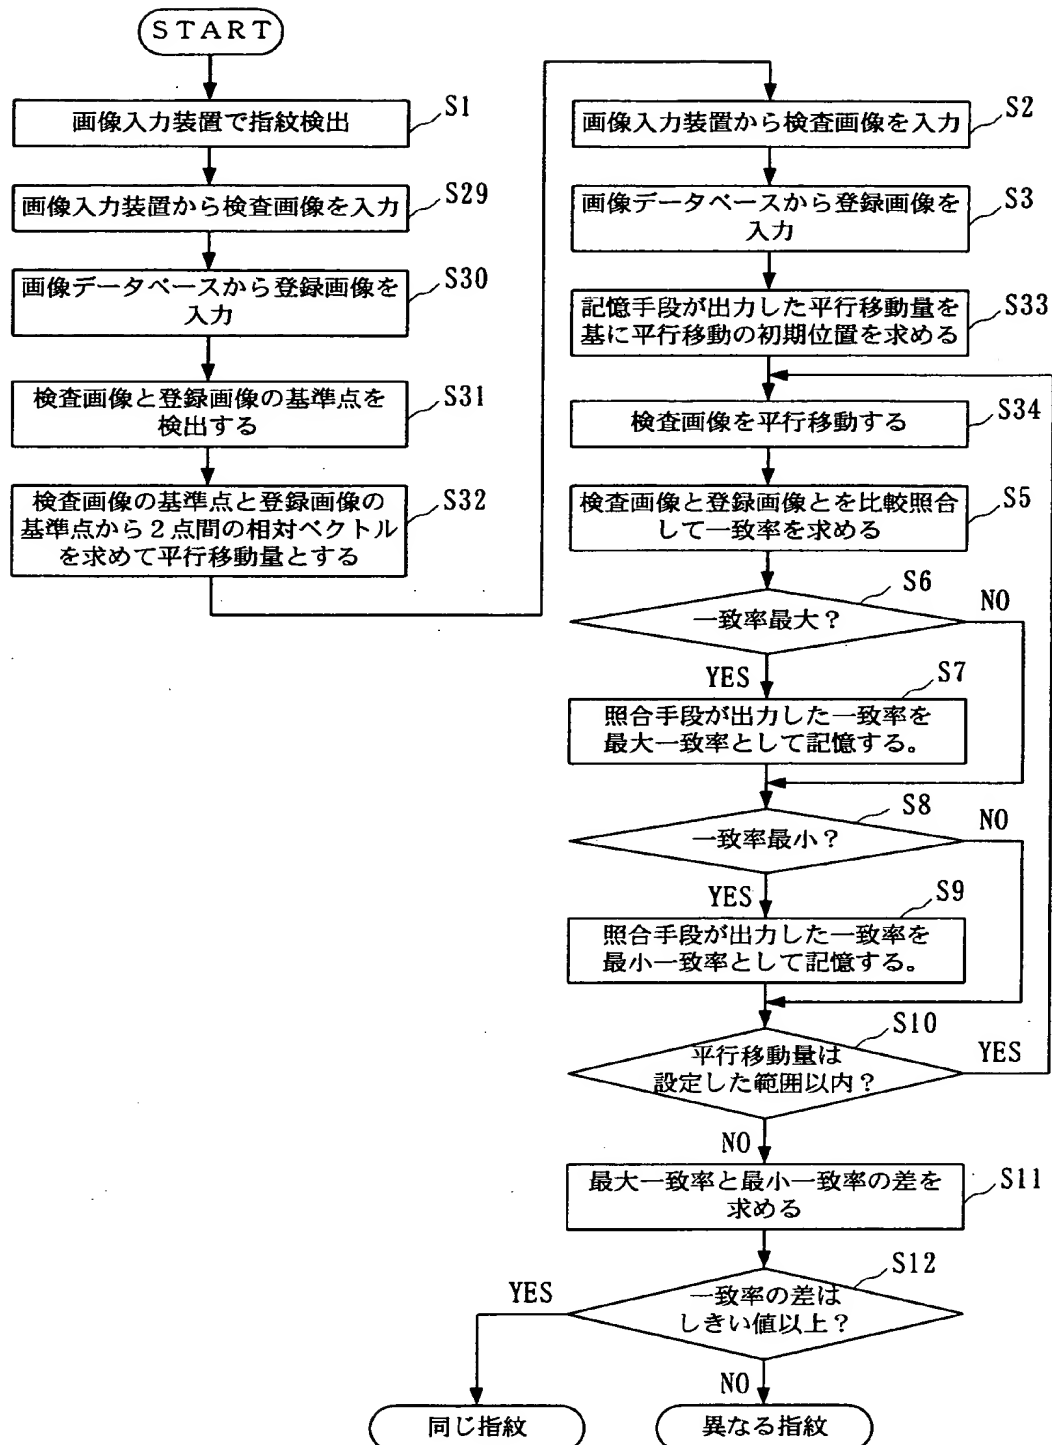 START
画像入力装置で指紋検出
S1
画像入力装置から検査画像を入力
S29
画像データベースから登録画像を
入力
S30
検査画像と登録画像の基準点を
検出する
S31
検査画像の基準点と登録画像の
基準点から2点間の相対ベクトル
を求めて平行移動量とする
S32
画像入力装置から検査画像を入力
S2
画像データベースから登録画像を
入力
S3
記憶手段が出力した平行移動量を
基に平行移動の初期位置を求める
S33
検査画像を平行移動する
S34
検査画像と登録画像とを比較照合
して一致率を求める
S5
一致率最大?
S6
NO
YES
照合手段が出力した一致率を
最大一致率として記憶する。
S7
一致率最小?
S8
NO
YES
照合手段が出力した一致率を
最小一致率として記憶する。
S9
平行移動量は
設定した範囲以内?
S10
YES
NO
最大一致率と最小一致率の差を
求める
S11
一致率の差は
しきい値以上?
S12
YES
NO
同じ指紋
異なる指紋